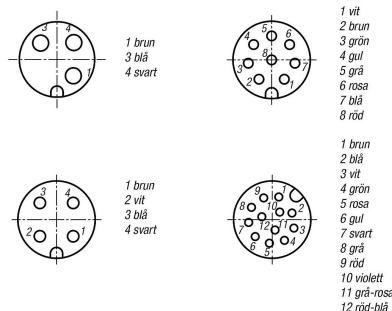 3 4
1
1 brun
3 blå
4 svart
5
4 6
8
3 7
2 1
1 vit
2 brun
3 grön
4 gul
5 grå
6 rosa
7 blå
8 röd
3 4
2 1
1 brun
2 vit
3 blå
4 svart
9 1
8 10 2
7 12 11 3
6 5 4
1 brun
2 blå
3 vit
4 grön
5 rosa
6 gul
7 svart
8 grå
9 röd
10 violett
11 grå-rosa
12 röd-blå